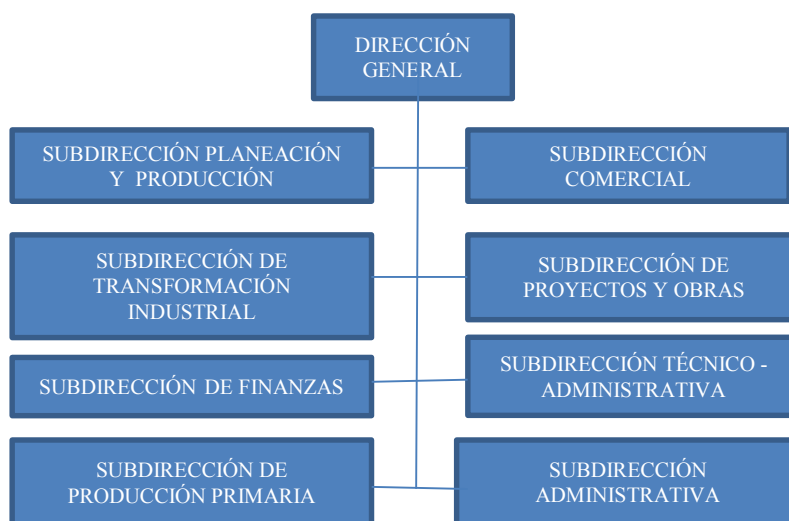 DIRECCIÓN
GENERAL
SUBDIRECCIÓN PLANEACIÓN
Y PRODUCCIÓN
SUBDIRECCIÓN
COMERCIAL
SUBDIRECCIÓN DE
TRANSFORMACIÓN
INDUSTRIAL
SUBDIRECCIÓN DE
PROYECTOS Y OBRAS
SUBDIRECCIÓN DE FINANZAS
SUBDIRECCIÓN TÉCNICO -
ADMINISTRATIVA
SUBDIRECCIÓN DE
PRODUCCIÓN PRIMARIA
SUBDIRECCIÓN
ADMINISTRATIVA